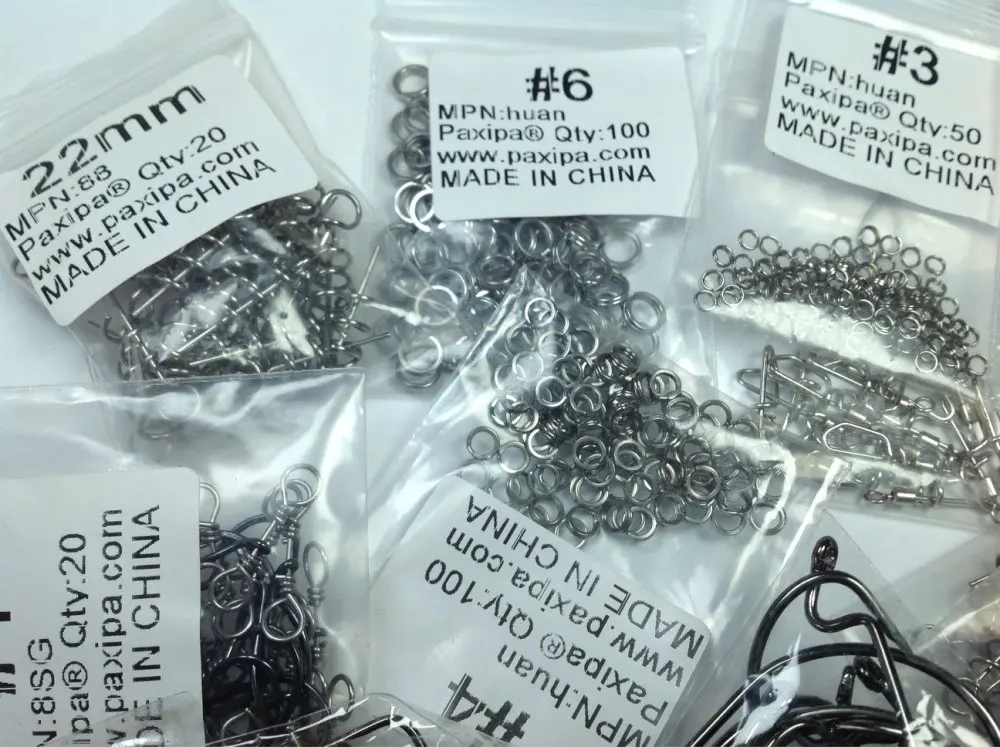 22mm
MPN:88
Paxipa® Qty:20
www.paxipa.com
MADE IN CHINA
#6
MPN:huan
Paxipa® Qty:100
www.paxipa.com
MADE IN CHINA
#3
MPN:huan
Paxipa® Qty:50
www.paxipa.com
MADE IN CHINA
N:8SG
Paxipa® Qty:20
w.paxipa.com
MADE IN CHINA
#4
MPN:huan
Paxipa® Qty:100
www.paxipa.com
MADE IN CHINA